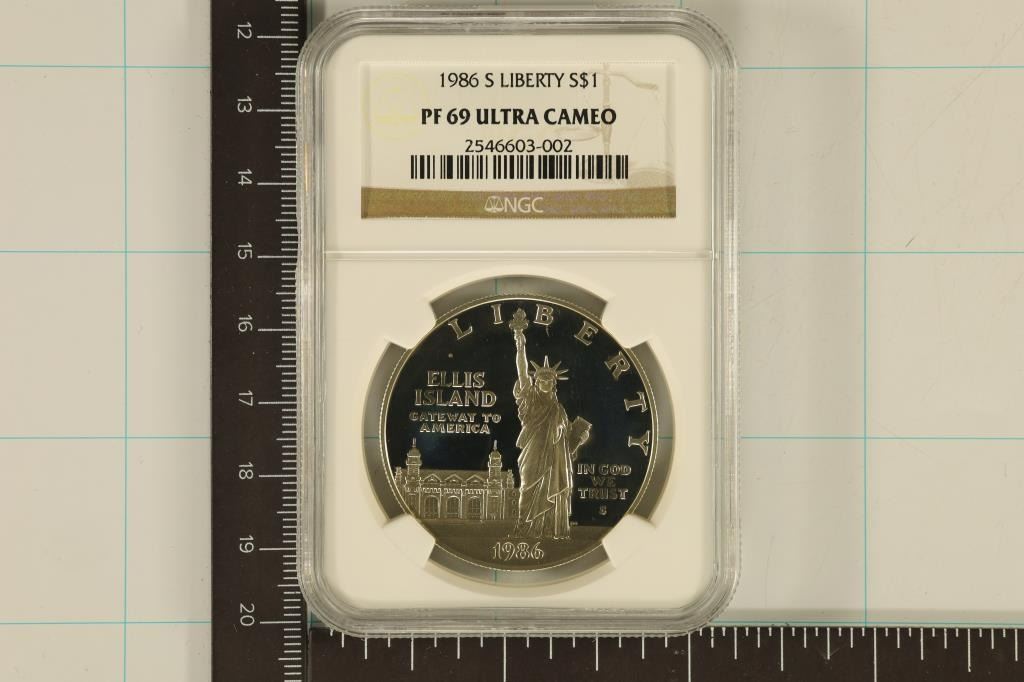 1986 S LIBERTY S$1
PF 69 ULTRA CAMEO
2546603-002
NGC
LIBERTY
ELLIS
ISLAND
GATEWAY TO
AMERICA
IN GOD
WE
TRUST
S
1986
12
13
14
15
16
17
18
19
20